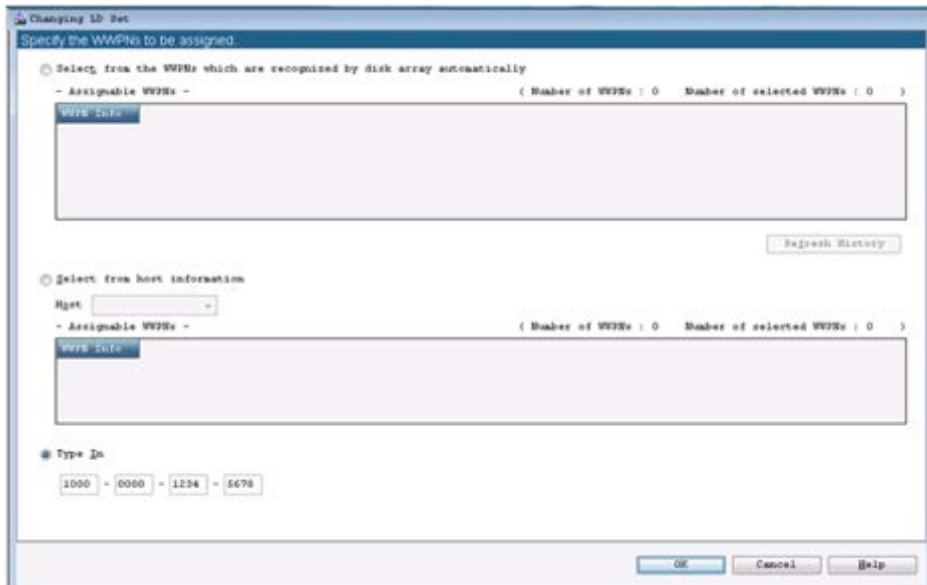 Changing LD Set
Specify the WWPNs to be assigned.
Select from the WWPNs which are recognized by disk array automatically
- Assignable WWPNs - ( Number of WWPNs : 0 Number of selected WWPNs : 0 )
WWPN Info
Refresh History
Select from host information
Host
- Assignable WWPNs - ( Number of WWPNs : 0 Number of selected WWPNs : 0 )
WWPN Info
Type In
1000 - 0000 - 1234 - 5678
OK Cancel Help